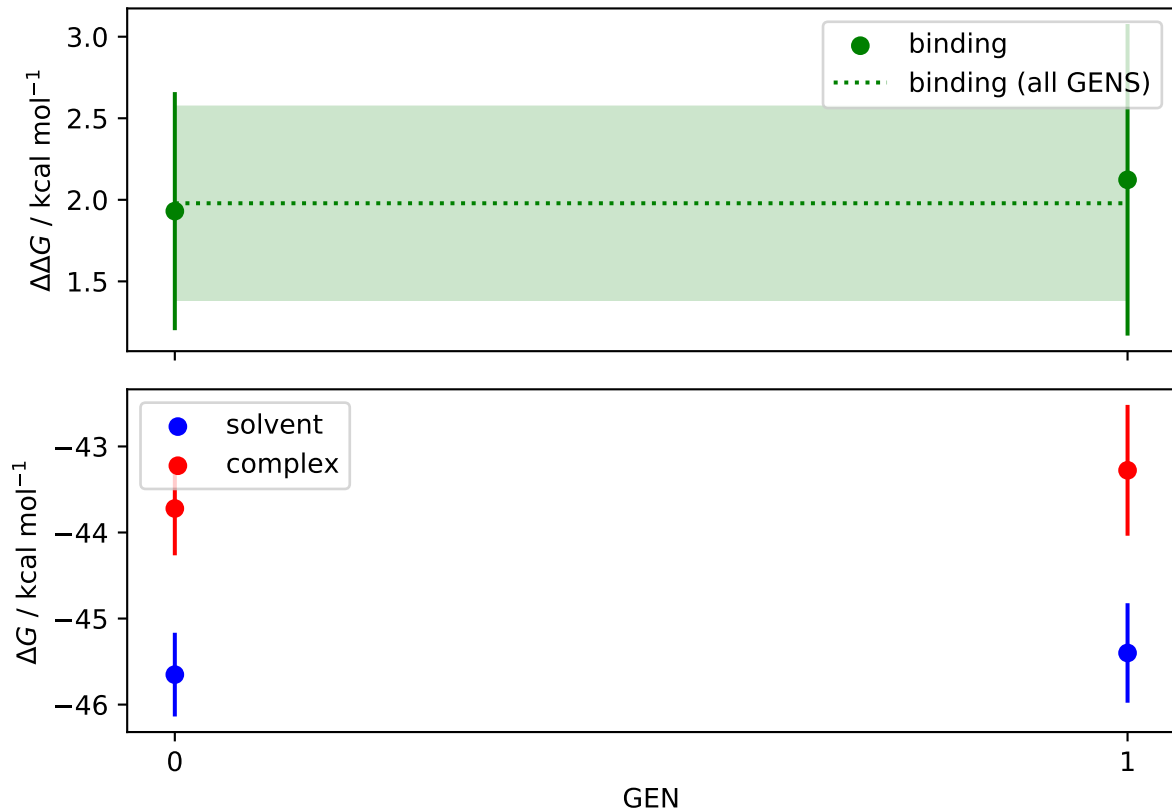 3.0
2.5
2.0
1.5
ΔΔG / kcal mol⁻¹
binding
binding (all GENS)
−43
−44
−45
−46
ΔG / kcal mol⁻¹
solvent
complex
0
1
GEN